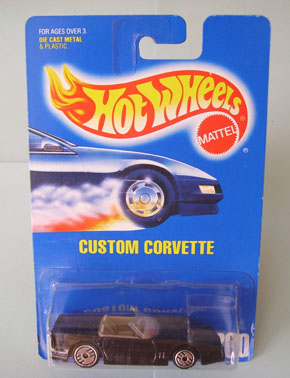 FOR AGES OVER 3
DIE CAST METAL
& PLASTIC
HOT WHEELS
MATTEL
CUSTOM CORVETTE